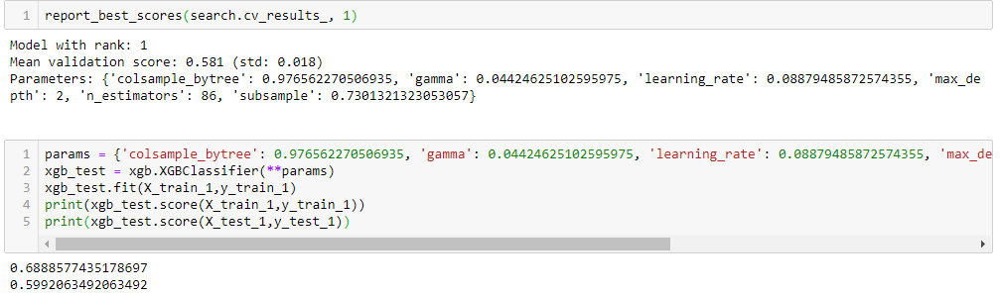 1 report_best_scores(search.cv_results_, 1)
Model with rank: 1
Mean validation score: 0.581 (std: 0.018)
Parameters: {'colsample_bytree': 0.976562270506935, 'gamma': 0.04424625102595975, 'learning_rate': 0.08879485872574355, 'max_de
pth': 2, 'n_estimators': 86, 'subsample': 0.7301321323053057}
1 params = {'colsample_bytree': 0.976562270506935, 'gamma': 0.04424625102595975, 'learning_rate': 0.08879485872574355, 'max_de
2 xgb_test = xgb.XGBClassifier(**params)
3 xgb_test.fit(X_train_1,y_train_1)
4 print(xgb_test.score(X_train_1,y_train_1))
5 print(xgb_test.score(X_test_1,y_test_1))
0.6888577435178697
0.5992063492063492